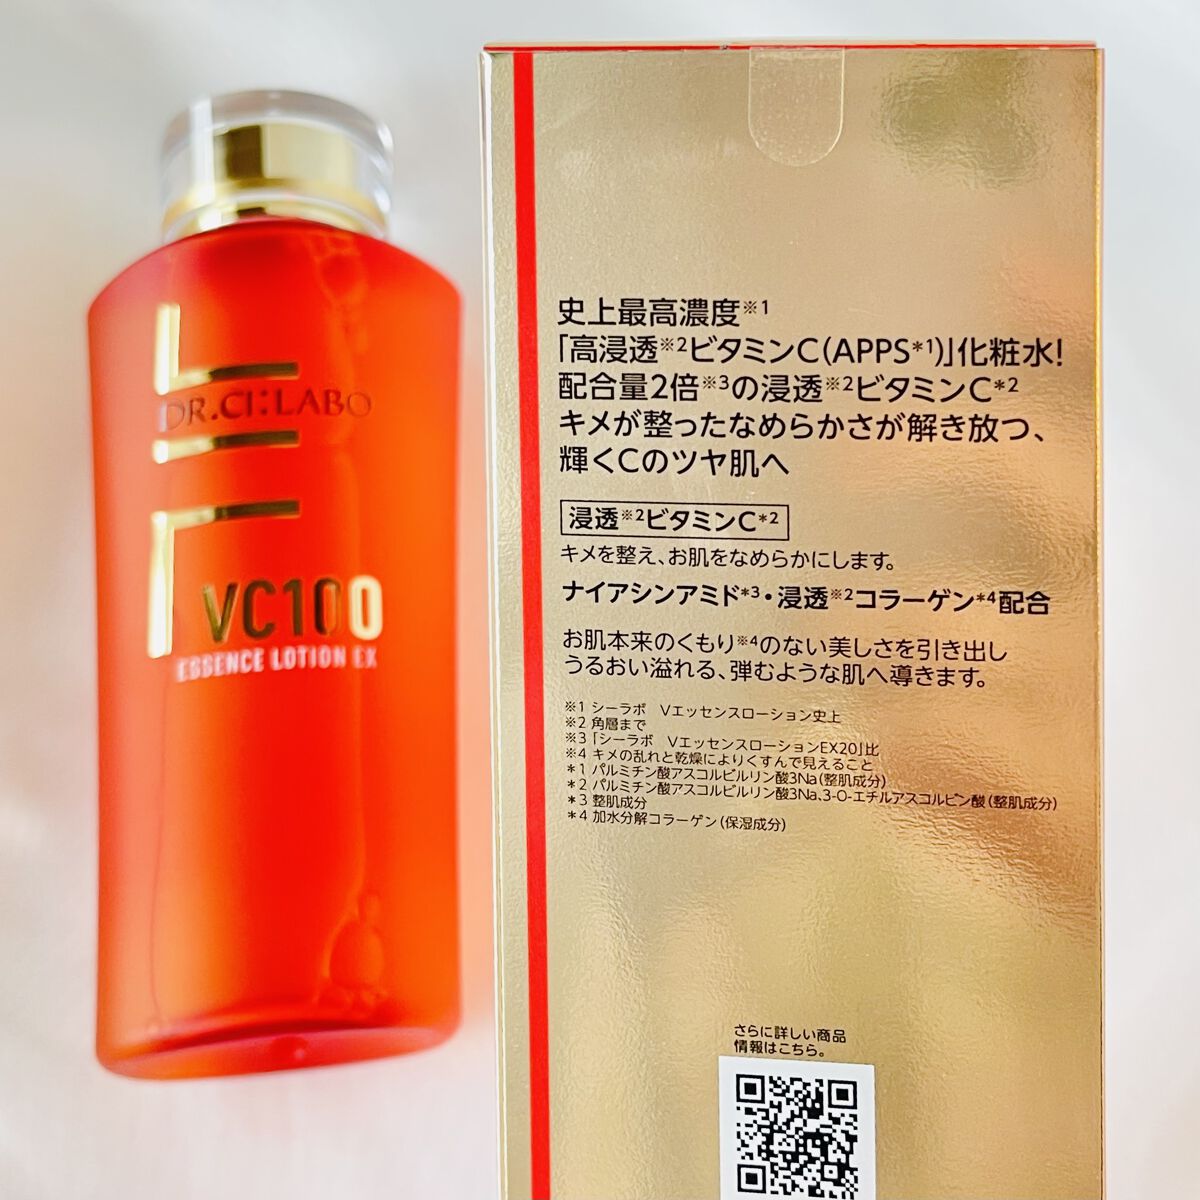 DR.CI:LABO
VC100
ESSENCE LOTION EX
史上最高濃度※1
「高浸透※2ビタミンC(APPS*1)」化粧水!
配合量2倍※3の浸透※2ビタミンC*2
キメが整ったなめらかさが解き放つ、
輝くCのツヤ肌へ
浸透※2ビタミンC*2
キメを整え、お肌をなめらかにします。
ナイアシンアミド*3・浸透※2コラーゲン*4配合
お肌本来のくもり※4のない美しさを引き出し
うるおい溢れる、弾むような肌へ導きます。
※1 シーラボ Vエッセンスローション史上
※2 角層まで
※3「シーラボ VエッセンスローションEX20」比
※4 キメの乱れと乾燥によりくすんで見えること
*1 パルミチン酸アスコルビルリン酸3Na(整肌成分)
*2 パルミチン酸アスコルビルリン酸3Na、3-O-エチルアスコルビン酸(整肌成分)
*3 整肌成分
*4 加水分解コラーゲン(保湿成分)
さらに詳しい商品
情報はこちら。